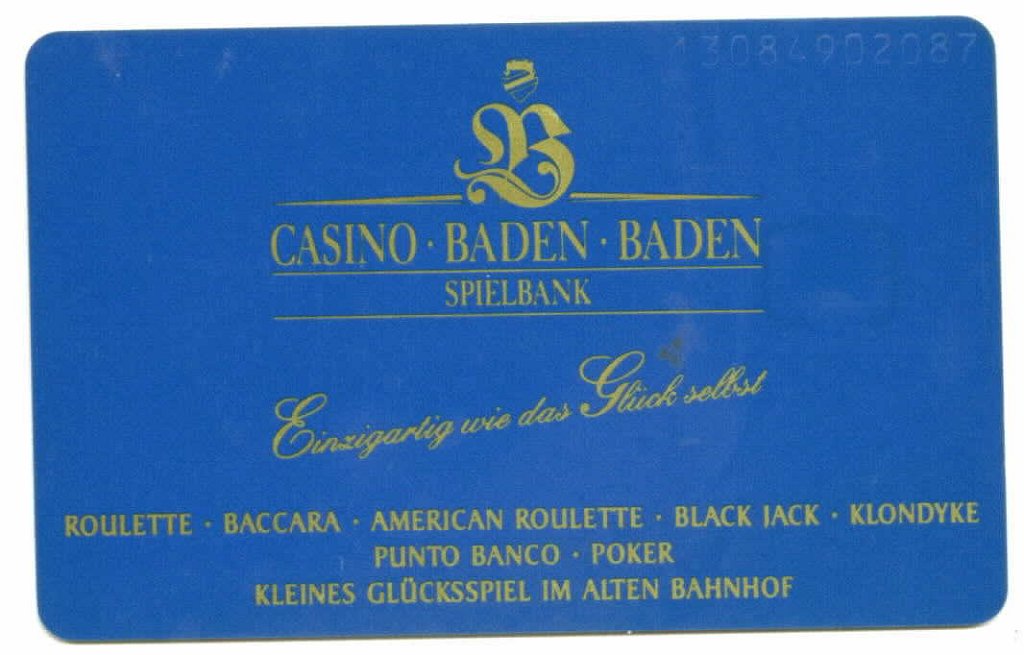 13084902087
B
CASINO · BADEN · BADEN
SPIELBANK
Einzigartig wie das Glück selbst
ROULETTE · BACCARA · AMERICAN ROULETTE · BLACK JACK · KLONDYKE
PUNTO BANCO · POKER
KLEINES GLÜCKSSPIEL IM ALTEN BAHNHOF